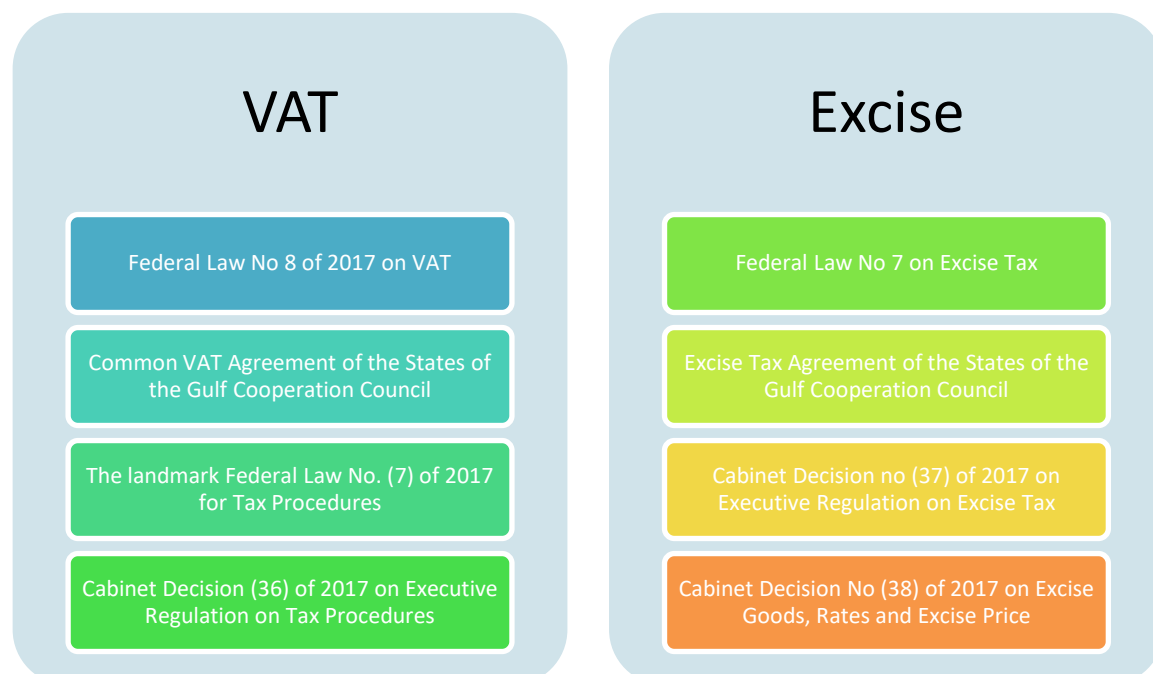 VAT
Federal Law No 8 of 2017 on VAT
Common VAT Agreement of the States of
the Gulf Cooperation Council
The landmark Federal Law No. (7) of 2017
for Tax Procedures
Cabinet Decision (36) of 2017 on Executive
Regulation on Tax Procedures
Excise
Federal Law No 7 on Excise Tax
Excise Tax Agreement of the States of the
Gulf Cooperation Council
Cabinet Decision no (37) of 2017 on
Executive Regulation on Excise Tax
Cabinet Decision No (38) of 2017 on Excise
Goods, Rates and Excise Price